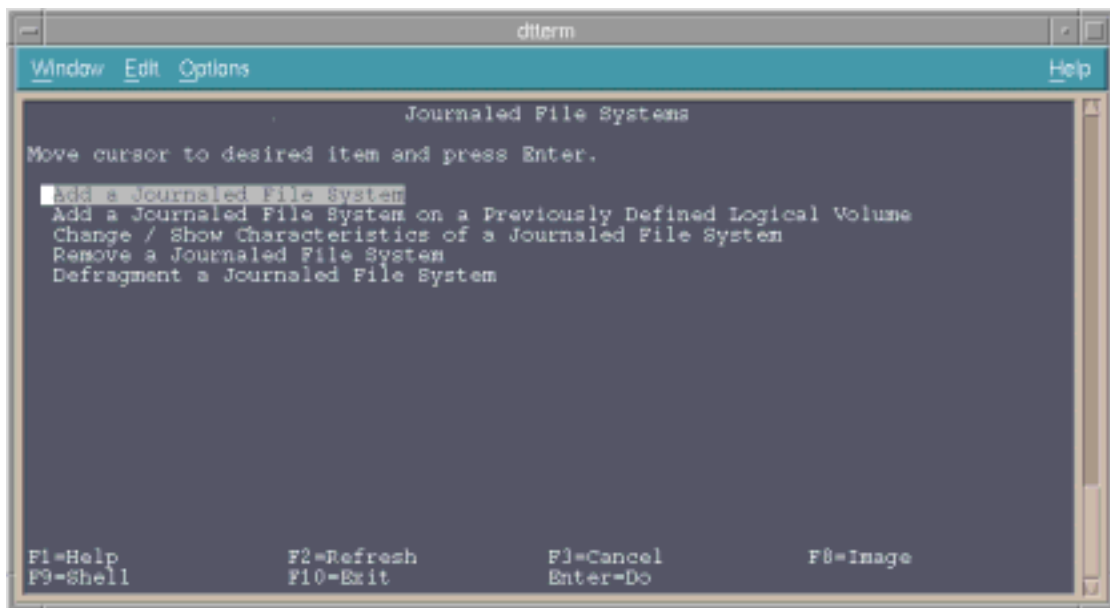 dtterm
Window Edit Options Help
Journaled File Systems
Move cursor to desired item and press Enter.
Add a Journaled File System
Add a Journaled File System on a Previously Defined Logical Volume
Change / Show Characteristics of a Journaled File System
Remove a Journaled File System
Defragment a Journaled File System
F1=Help F2=Refresh F3=Cancel F8=Image
F9=Shell F10=Exit Enter=Do